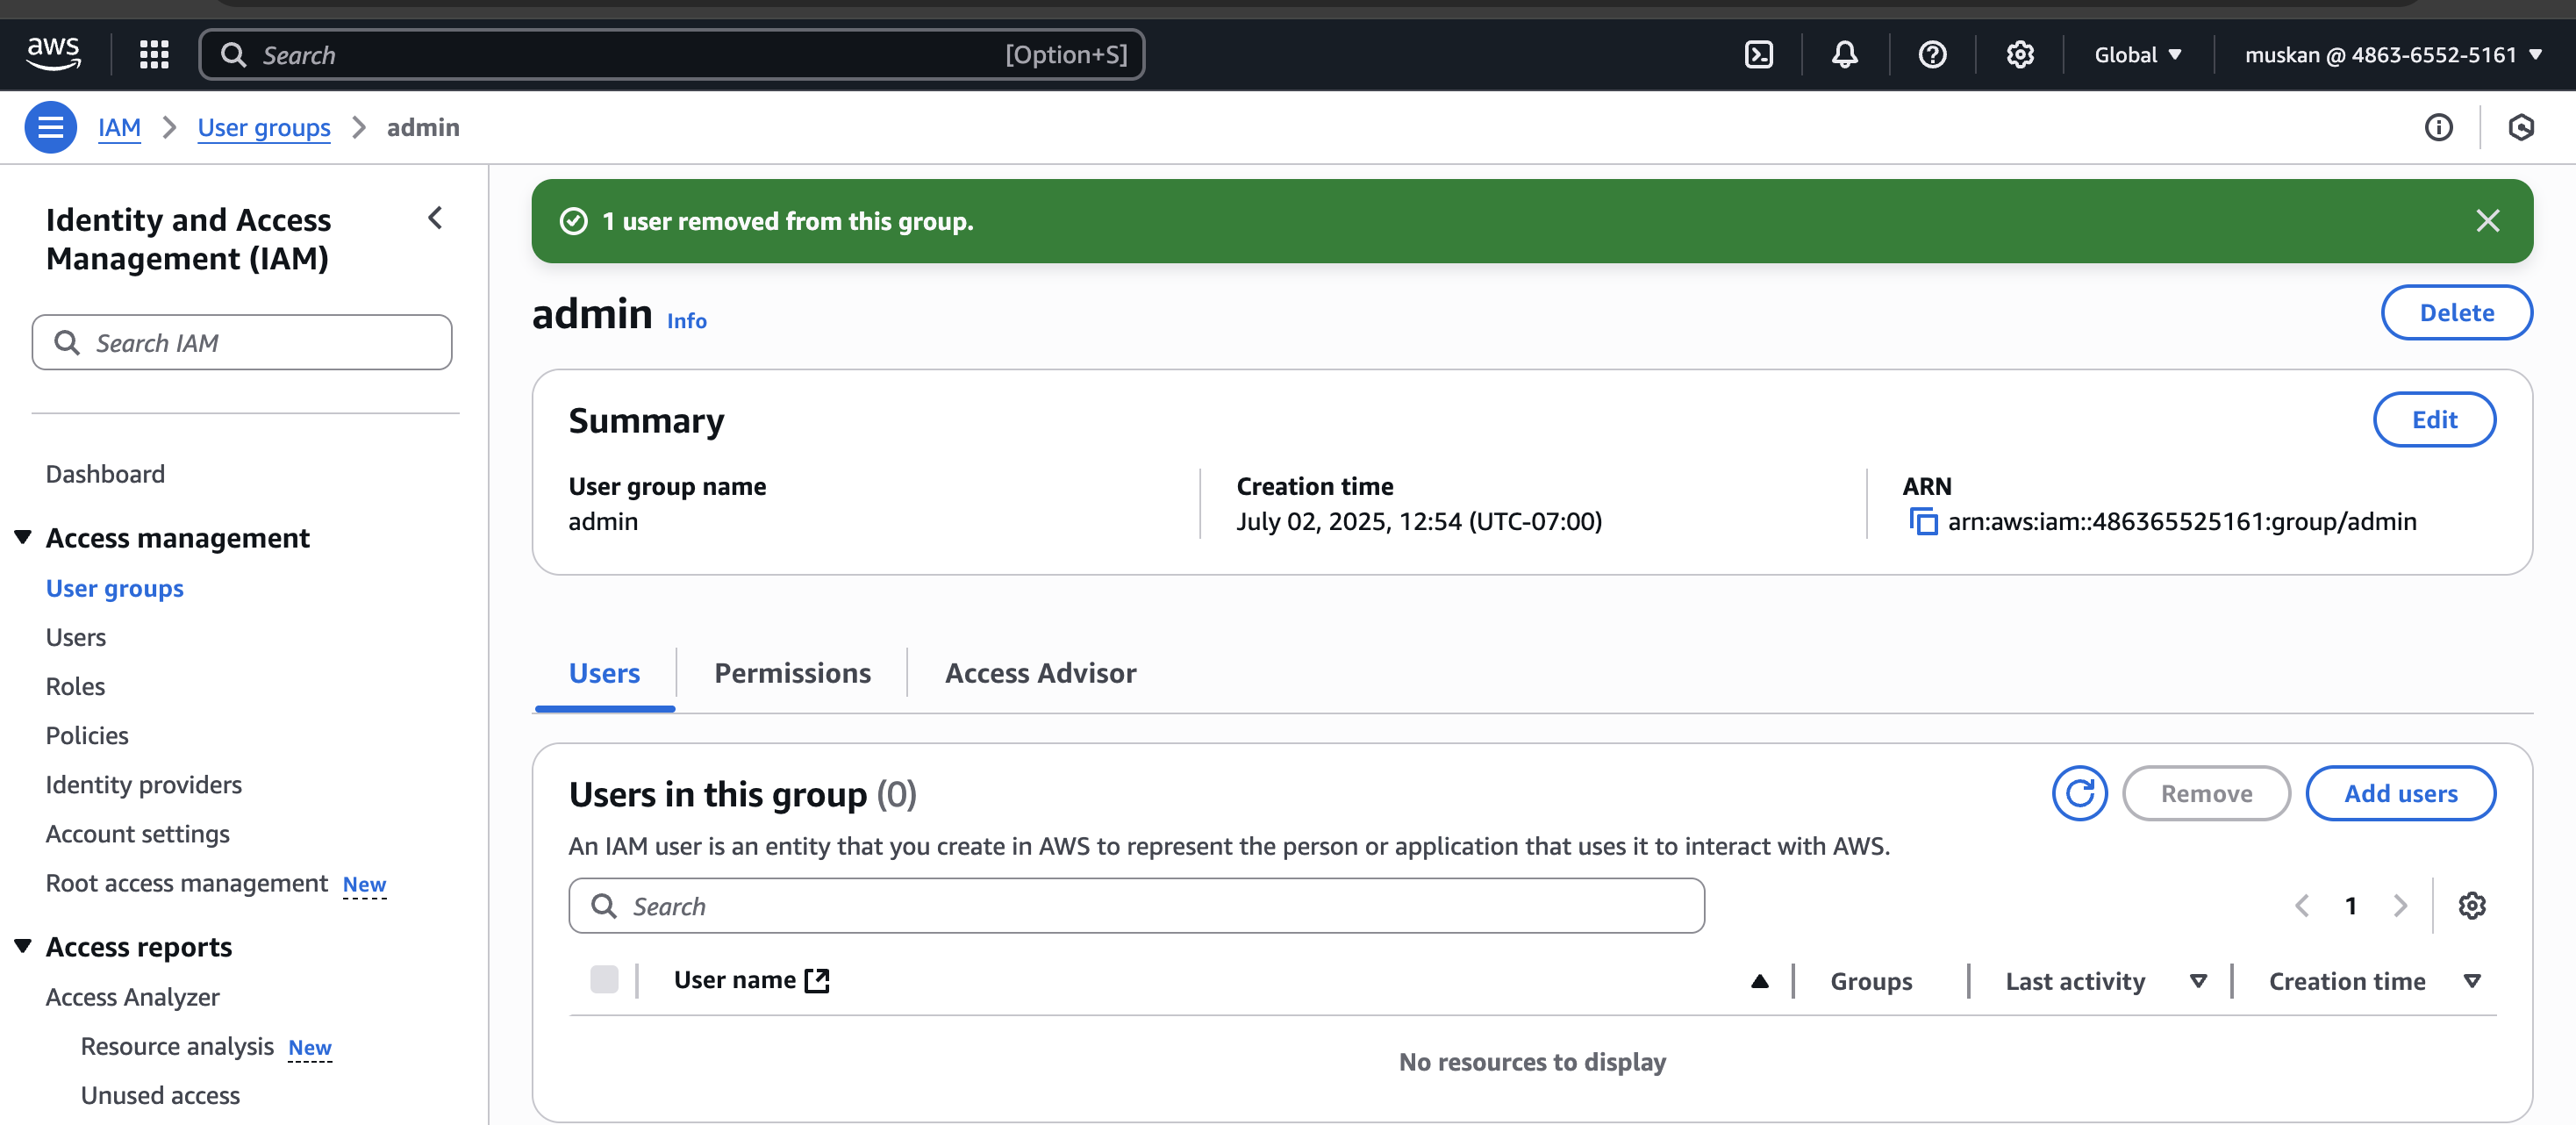 aws
Search [Option+S]
Global
muskan @ 4863-6552-5161
IAM > User groups > admin
Identity and Access
Management (IAM)
Search IAM
Dashboard
Access management
User groups
Users
Roles
Policies
Identity providers
Account settings
Root access management New
Access reports
Access Analyzer
Resource analysis New
Unused access
1 user removed from this group.
admin Info
Delete
Summary
Edit
User group name
admin
Creation time
July 02, 2025, 12:54 (UTC-07:00)
ARN
arn:aws:iam::486365525161:group/admin
Users
Permissions
Access Advisor
Users in this group (0)
Remove
Add users
An IAM user is an entity that you create in AWS to represent the person or application that uses it to interact with AWS.
Search
1
User name
Groups
Last activity
Creation time
No resources to display